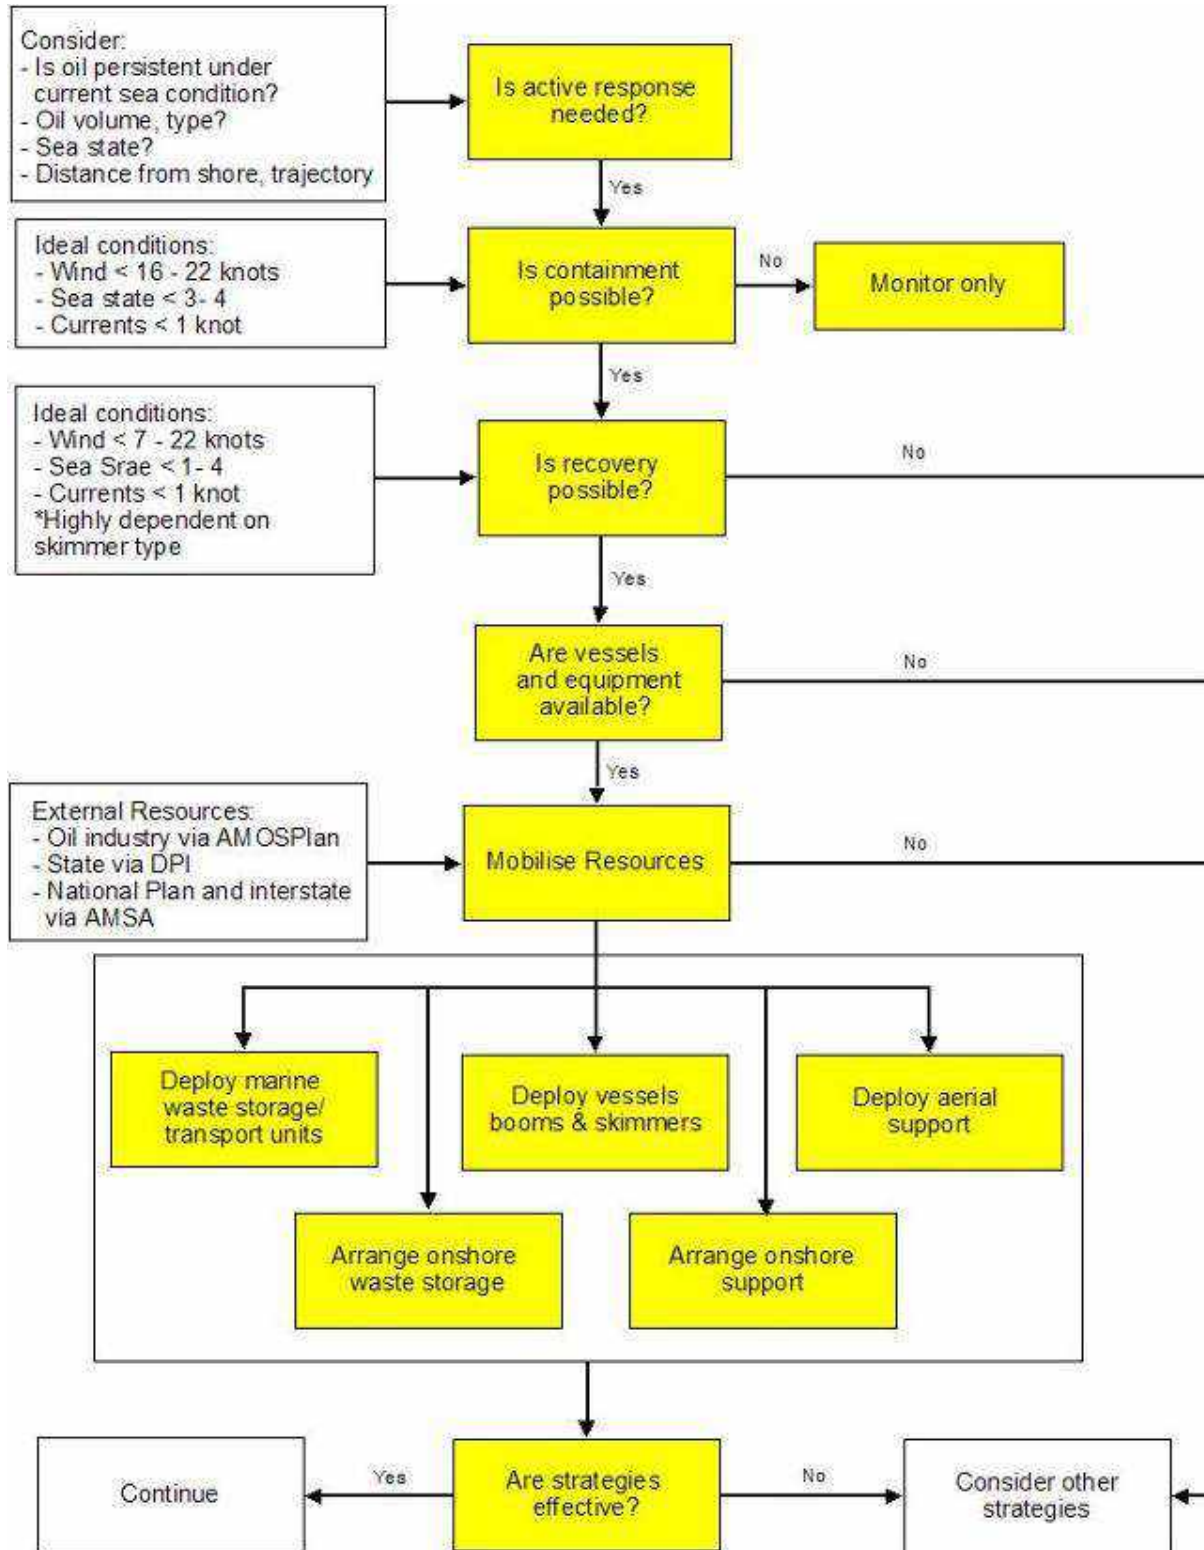 Consider:
- Is oil persistent under
current sea condition?
- Oil volume, type?
- Sea state?
- Distance from shore, trajectory
Is active response
needed?
Yes
Ideal conditions:
- Wind < 16 - 22 knots
- Sea state < 3- 4
- Currents < 1 knot
Is containment
possible?
No
Monitor only
Yes
Ideal conditions:
- Wind < 7 - 22 knots
- Sea Srae < 1- 4
- Currents < 1 knot
*Highly dependent on
skimmer type
Is recovery
possible?
No
Yes
Are vessels
and equipment
available?
No
Yes
External Resources:
- Oil industry via AMOSPlan
- State via DPI
- National Plan and interstate
via AMSA
Mobilise Resources
No
Deploy marine
waste storage/
transport units
Deploy vessels
booms & skimmers
Deploy aerial
support
Arrange onshore
waste storage
Arrange onshore
support
Continue
Yes
Are strategies
effective?
No
Consider other
strategies